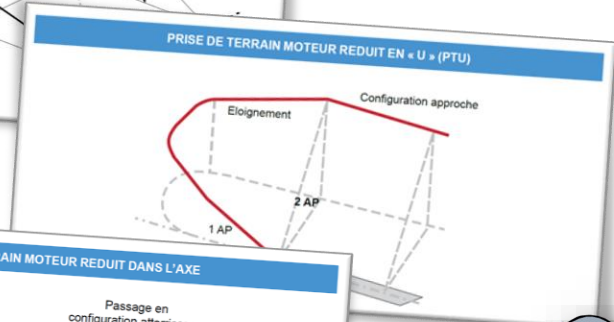 PRISE DE TERRAIN MOTEUR REDUIT EN « U » (PTU)
Configuration approche
Eloignement
2 AP
1 AP
AIN MOTEUR REDUIT DANS L'AXE
Passage en
configuration